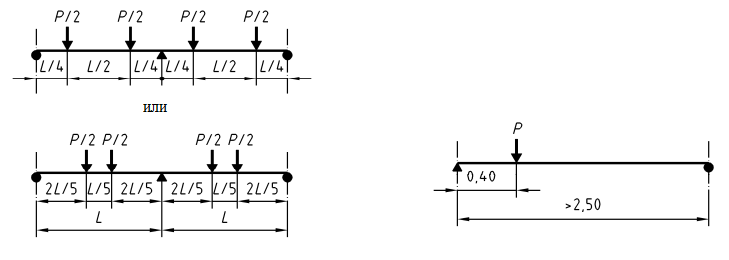 P/2 P/2 P/2 P/2
L/4 L/2 L/4 L/4 L/2 L/4
или
P/2 P/2 P/2 P/2
2L/5 L/5 2L/5 2L/5 L/5 2L/5
L L
P
0,40
>2,50